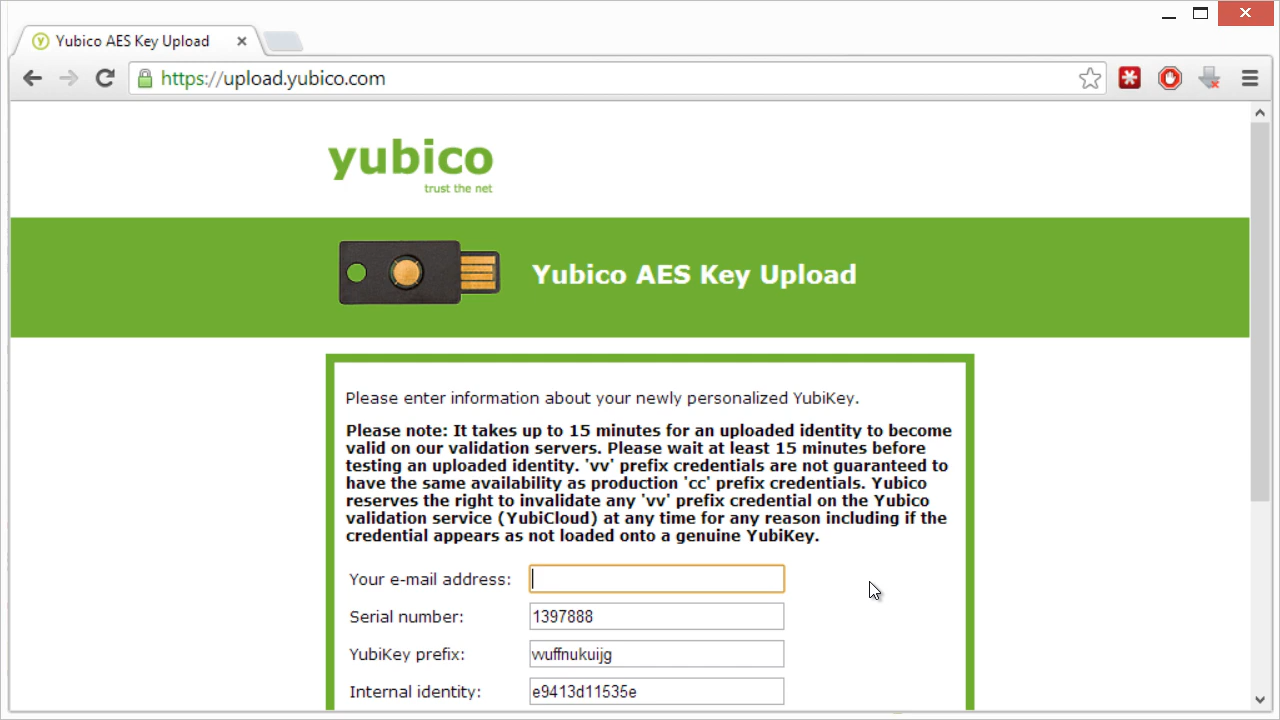 Yubico AES Key Upload
https://upload.yubico.com
yubico
trust the net
Yubico AES Key Upload
Please enter information about your newly personalized YubiKey.
Please note: It takes up to 15 minutes for an uploaded identity to become
valid on our validation servers. Please wait at least 15 minutes before
testing an uploaded identity. 'vv' prefix credentials are not guaranteed to
have the same availability as production 'cc' prefix credentials. Yubico
reserves the right to invalidate any 'vv' prefix credential on the Yubico
validation service (YubiCloud) at any time for any reason including if the
credential appears as not loaded onto a genuine YubiKey.
Your e-mail address:
Serial number: 1397888
YubiKey prefix: vvuffnukuijg
Internal identity: e9413d11535e